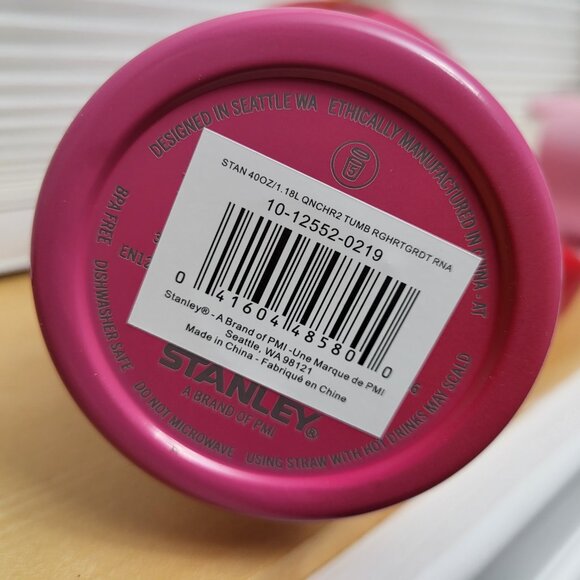 DESIGNED IN SEATTLE WA ETHICALLY MANUFACTURED IN
BPA FREE
DISHWASHER SAFE
DO NOT MICROWAVE
USING STRAW WITH HOT DRINKS MAY SCALD
STAN 40OZ/1.18L QNCHR2 TUMB RGHRTGRDT RNA
10-12552-0219
0 41604 48580 0
Stanley® - A Brand of PMI -Une Marque de PMI
Seattle, WA 98121
Made in China - Fabriqué en Chine
STANLEY®
A BRAND OF PMI